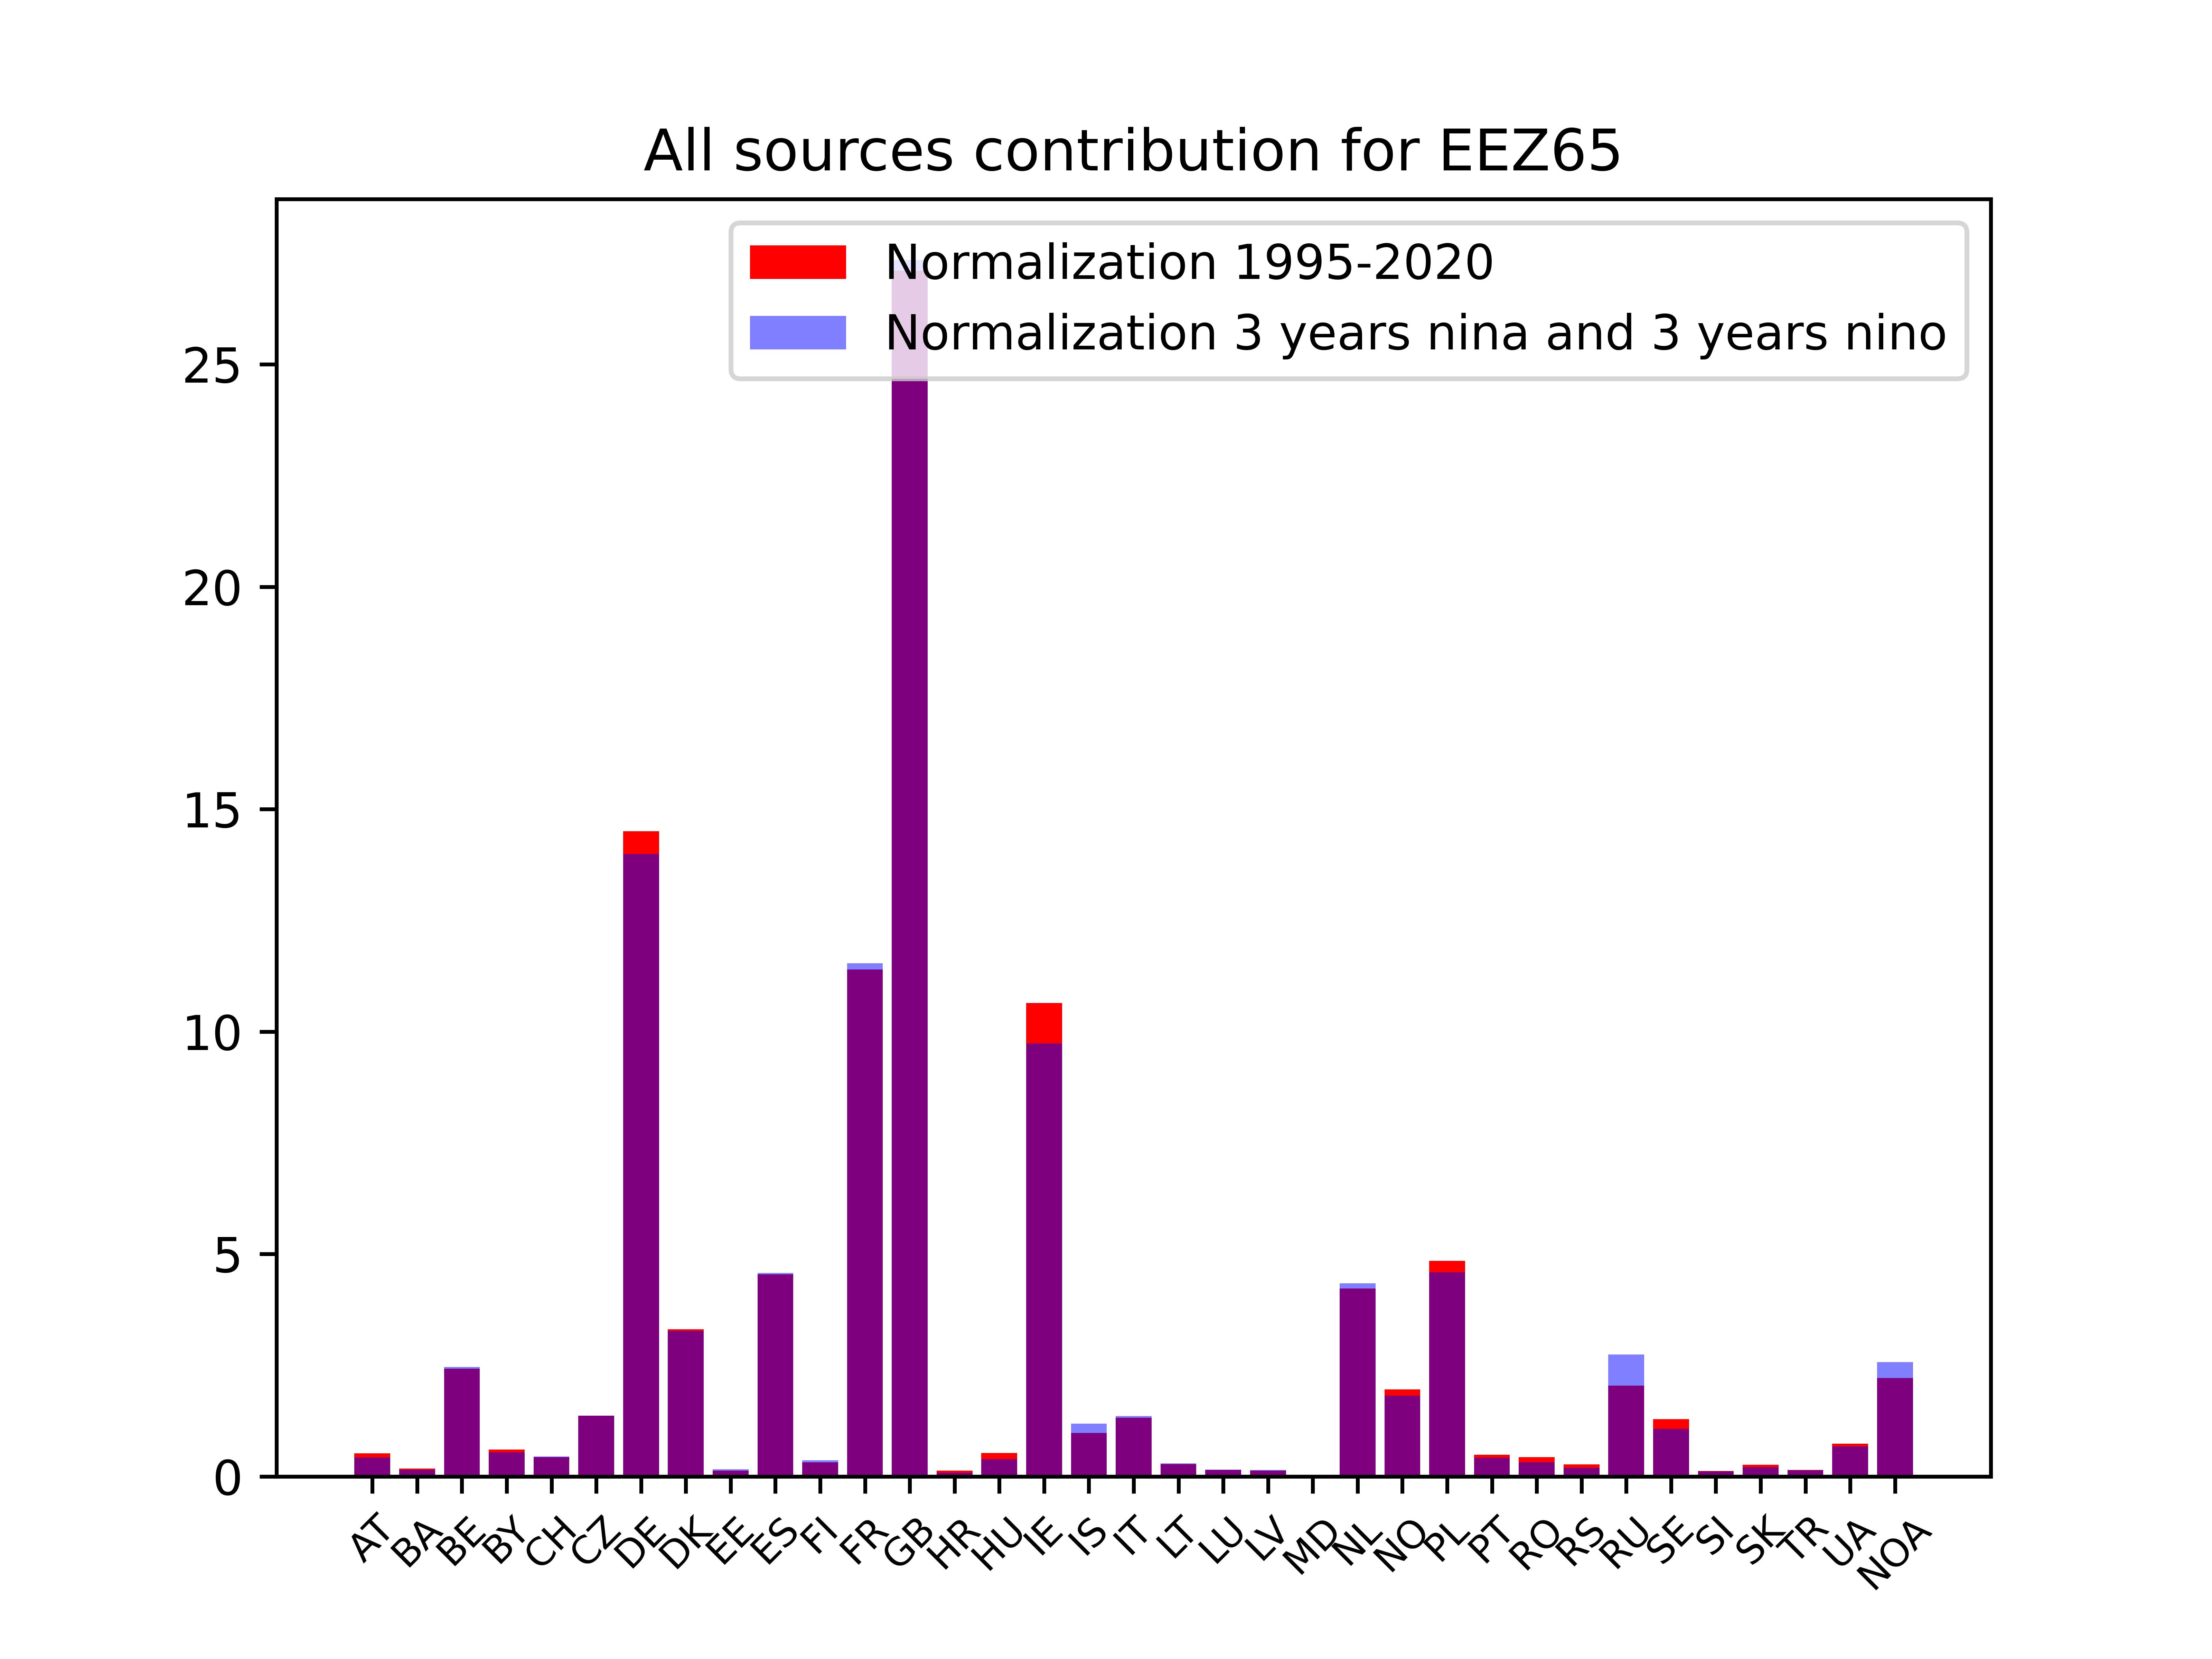 All sources contribution for EEZ65
Normalization 1995-2020
Normalization 3 years nina and 3 years nino
25
20
15
10
5
0
AT
BA
BE
BY
CH
CZ
DE
DK
EE
ES
FI
FR
GB
HR
HU
IE
IS
IT
LT
LU
LV
MD
NL
NO
PL
PT
RO
RS
RU
SE
SI
SK
TR
UA
NOA